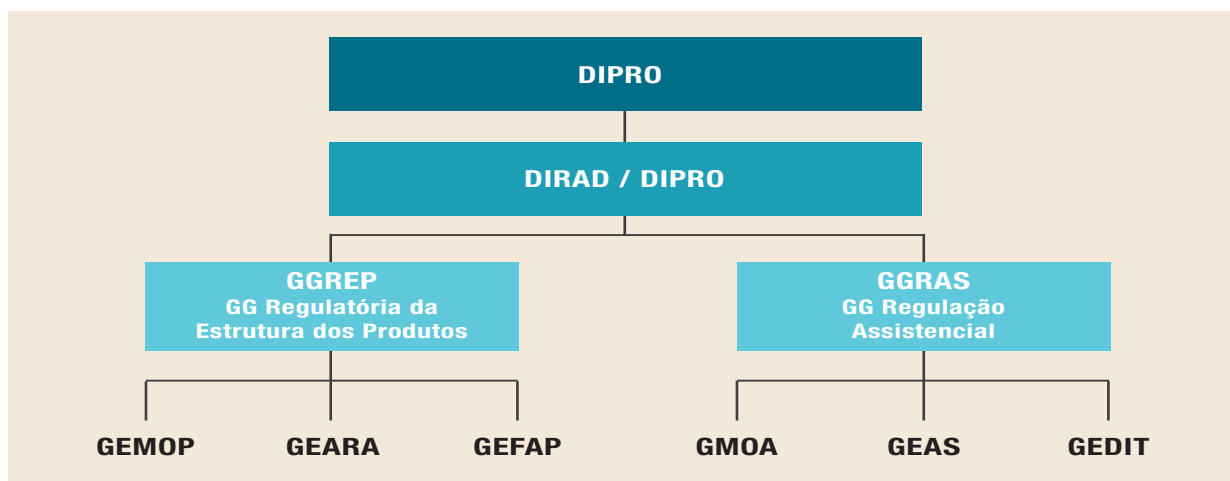 DIPRO
DIRAD / DIPRO
GGREP
GG Regulatória da
Estrutura dos Produtos
GGRAS
GG Regulação
Assistencial
GEMOP
GEARA
GEFAP
GMOA
GEAS
GEDIT